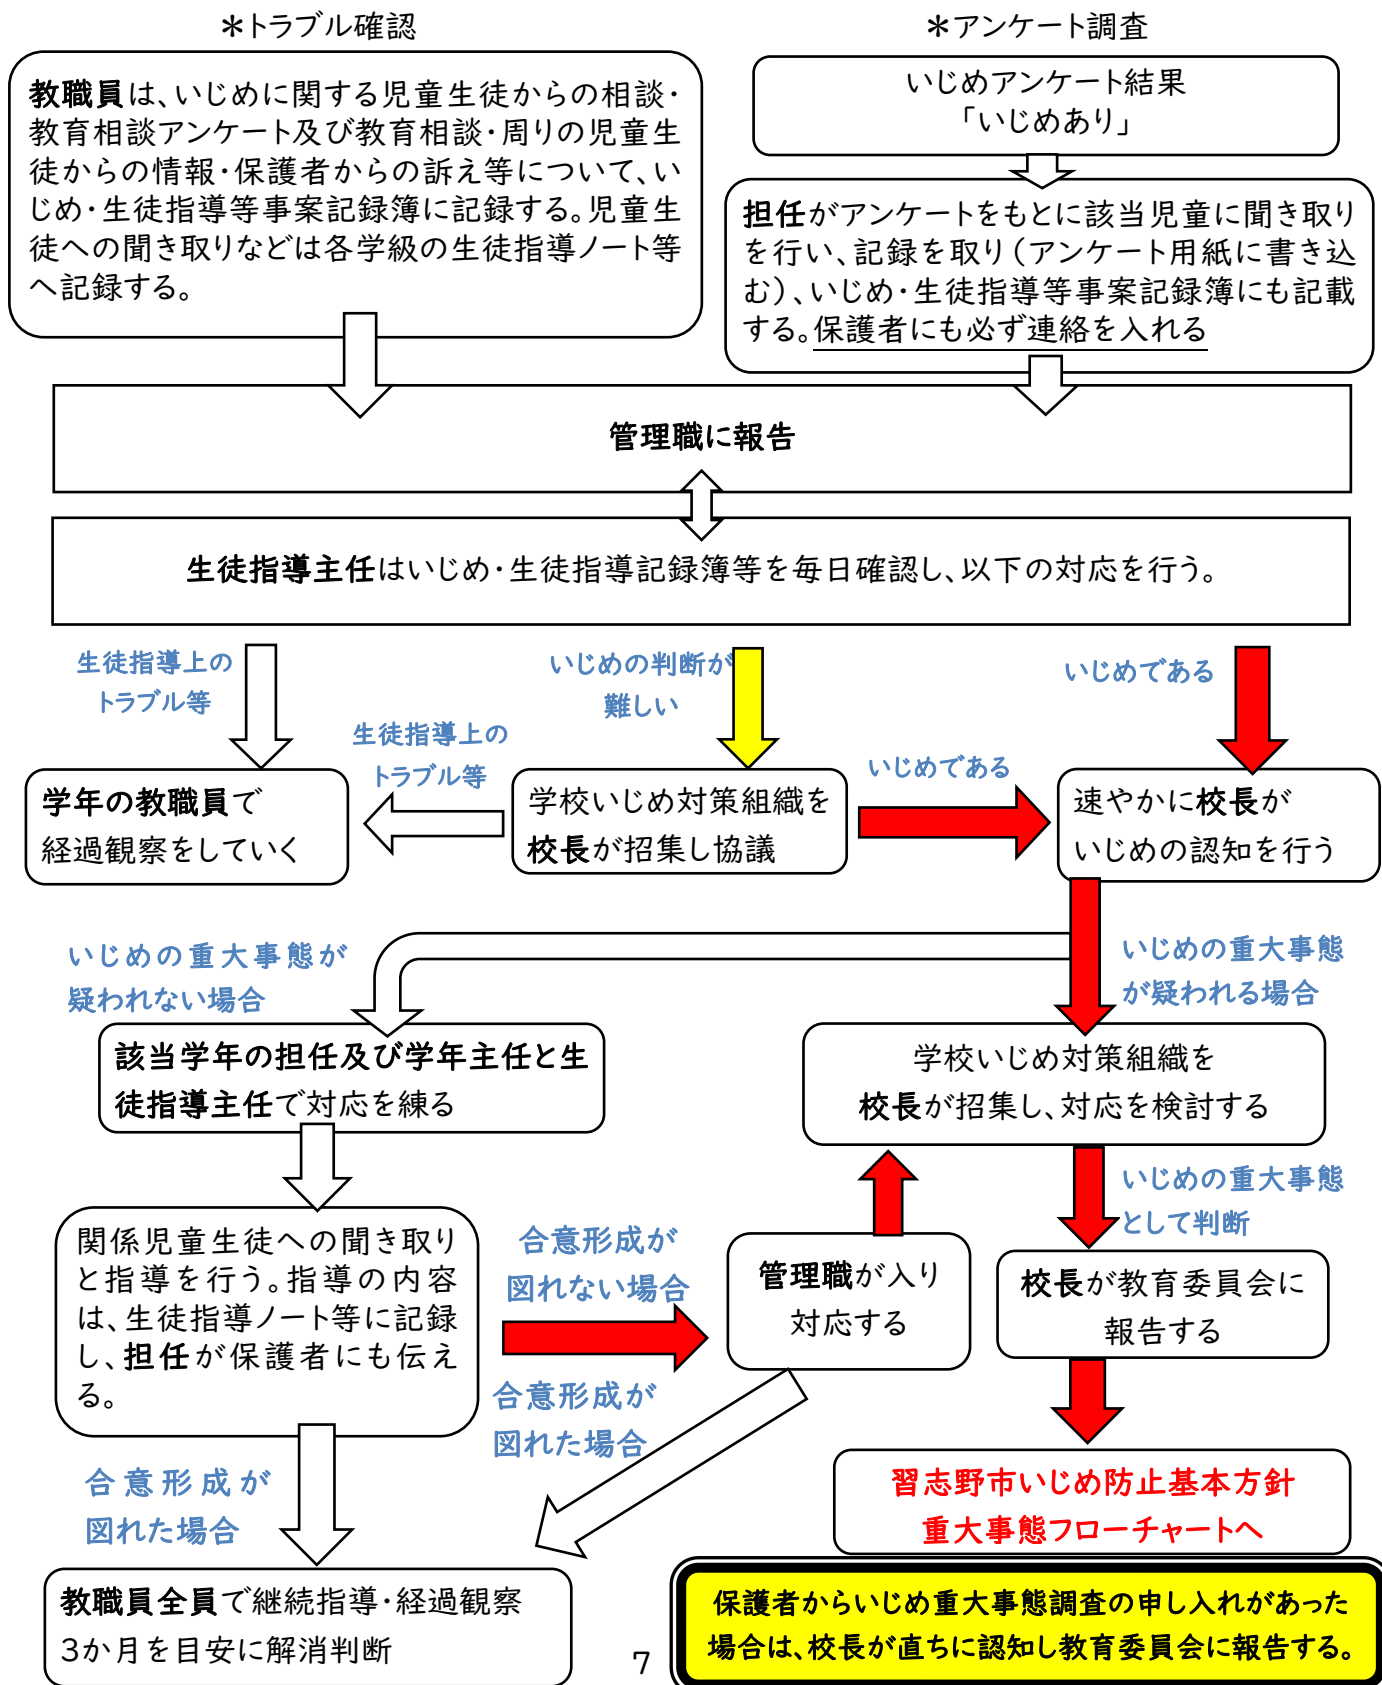 ＊トラブル確認
教職員は、いじめに関する児童生徒からの相談・
教育相談アンケート及び教育相談・周りの児童生
徒からの情報・保護者からの訴え等について、い
じめ・生徒指導等事案記録簿に記録する。児童生
徒への聞き取りなどは各学級の生徒指導ノート等
へ記録する。
＊アンケート調査
いじめアンケート結果
「いじめあり」
担任がアンケートをもとに該当児童に聞き取り
を行い、記録を取り（アンケート用紙に書き込
む）、いじめ・生徒指導等事案記録簿にも記載
する。保護者にも必ず連絡を入れる
管理職に報告
生徒指導主任はいじめ・生徒指導記録簿等を毎日確認し、以下の対応を行う。
生徒指導上の
トラブル等
いじめの判断が
難しい
いじめである
生徒指導上の
トラブル等
いじめである
学年の教職員で
経過観察をしていく
学校いじめ対策組織を
校長が招集し協議
速やかに校長が
いじめの認知を行う
いじめの重大事態が
疑われない場合
いじめの重大事態
が疑われる場合
該当学年の担任及び学年主任と生
徒指導主任で対応を練る
学校いじめ対策組織を
校長が招集し、対応を検討する
いじめの重大事態
として判断
関係児童生徒への聞き取り
と指導を行う。指導の内容
は、生徒指導ノート等に記録
し、担任が保護者にも伝え
る。
合意形成が
図れない場合
管理職が入り
対応する
校長が教育委員会に
報告する
合意形成が
図れた場合
合意形成が
図れた場合
習志野市いじめ防止基本方針
重大事態フローチャートへ
教職員全員で継続指導・経過観察
３か月を目安に解消判断
保護者からいじめ重大事態調査の申し入れがあった
場合は、校長が直ちに認知し教育委員会に報告する。
7